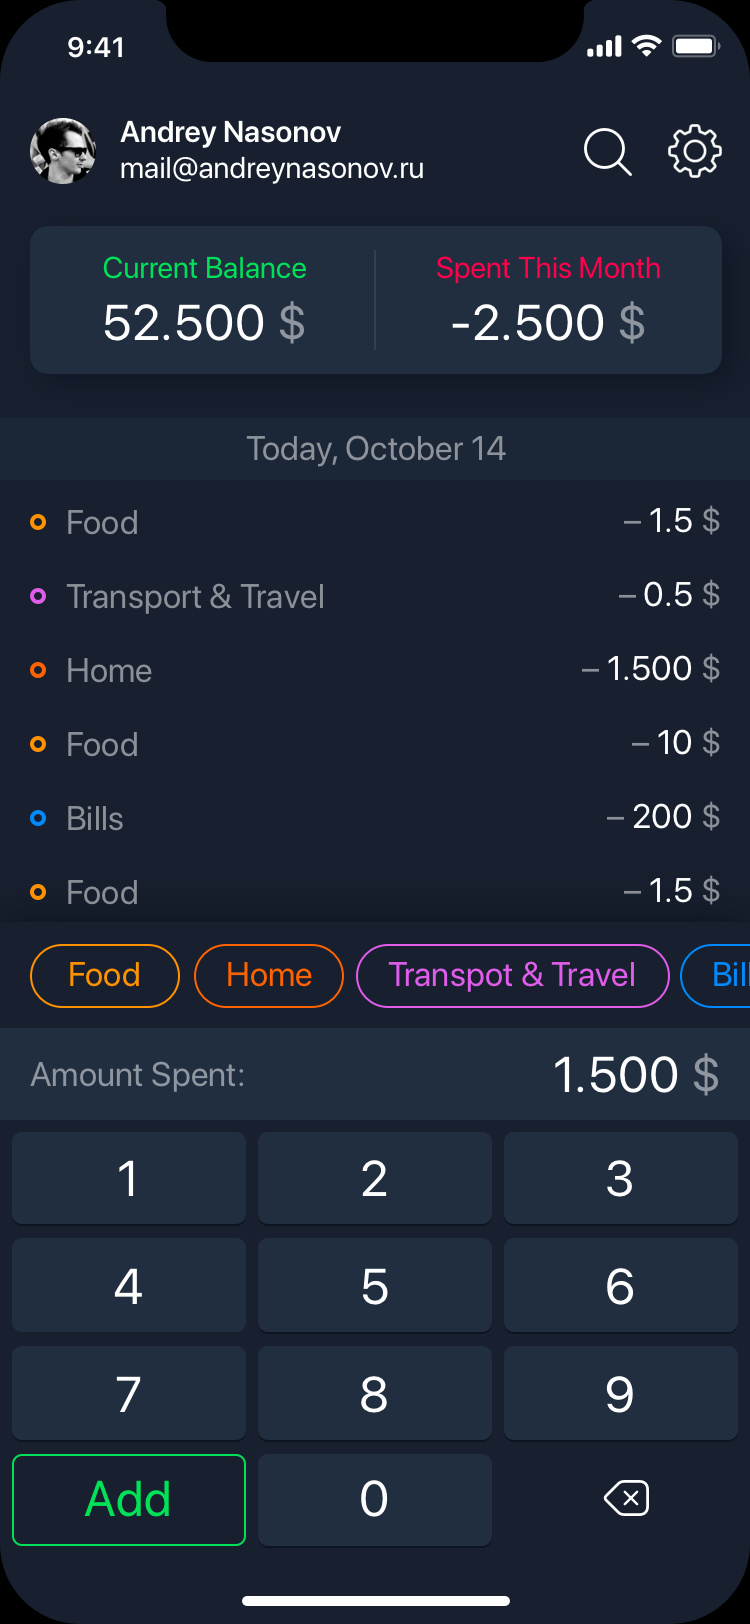 9:41
Andrey Nasonov
mail@andreynasonov.ru
Current Balance
52.500 $
Spent This Month
-2.500 $
Today, October 14
Food – 1.5 $
Transport & Travel – 0.5 $
Home – 1.500 $
Food – 10 $
Bills – 200 $
Food – 1.5 $
Food Home Transpot & Travel Bil
Amount Spent: 1.500 $
1 2 3
4 5 6
7 8 9
Add 0